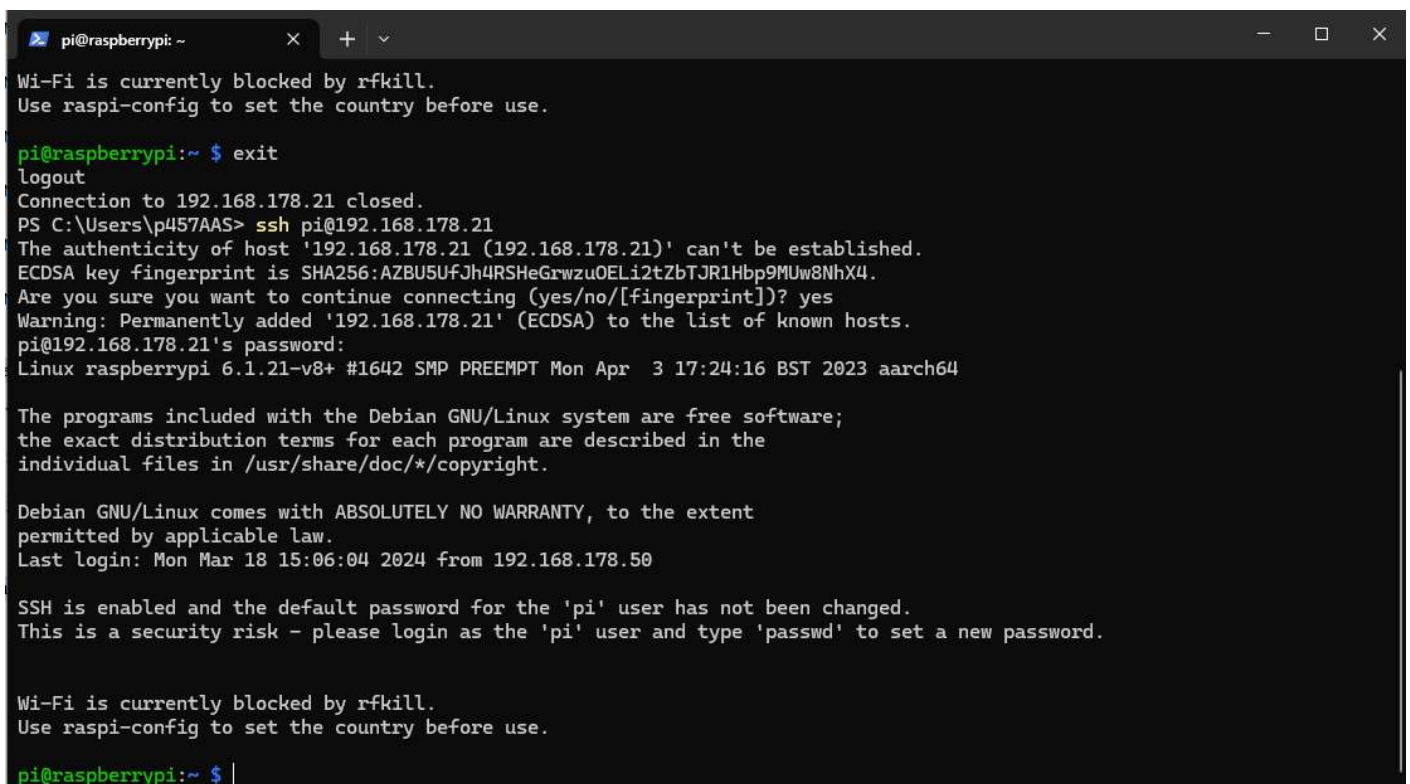 pi@raspberrypi: ~
Wi-Fi is currently blocked by rfkill.
Use raspi-config to set the country before use.
pi@raspberrypi:~ $ exit
logout
Connection to 192.168.178.21 closed.
PS C:\Users\p457AAS> ssh pi@192.168.178.21
The authenticity of host '192.168.178.21 (192.168.178.21)' can't be established.
ECDSA key fingerprint is SHA256:AZBU5UfJh4RSHeGrwzuOELi2tZbTJR1Hbp9MUw8NhX4.
Are you sure you want to continue connecting (yes/no/[fingerprint])? yes
Warning: Permanently added '192.168.178.21' (ECDSA) to the list of known hosts.
pi@192.168.178.21's password:
Linux raspberrypi 6.1.21-v8+ #1642 SMP PREEMPT Mon Apr  3 17:24:16 BST 2023 aarch64
The programs included with the Debian GNU/Linux system are free software;
the exact distribution terms for each program are described in the
individual files in /usr/share/doc/*/copyright.
Debian GNU/Linux comes with ABSOLUTELY NO WARRANTY, to the extent
permitted by applicable law.
Last login: Mon Mar 18 15:06:04 2024 from 192.168.178.50
SSH is enabled and the default password for the 'pi' user has not been changed.
This is a security risk - please login as the 'pi' user and type 'passwd' to set a new password.
Wi-Fi is currently blocked by rfkill.
Use raspi-config to set the country before use.
pi@raspberrypi:~ $